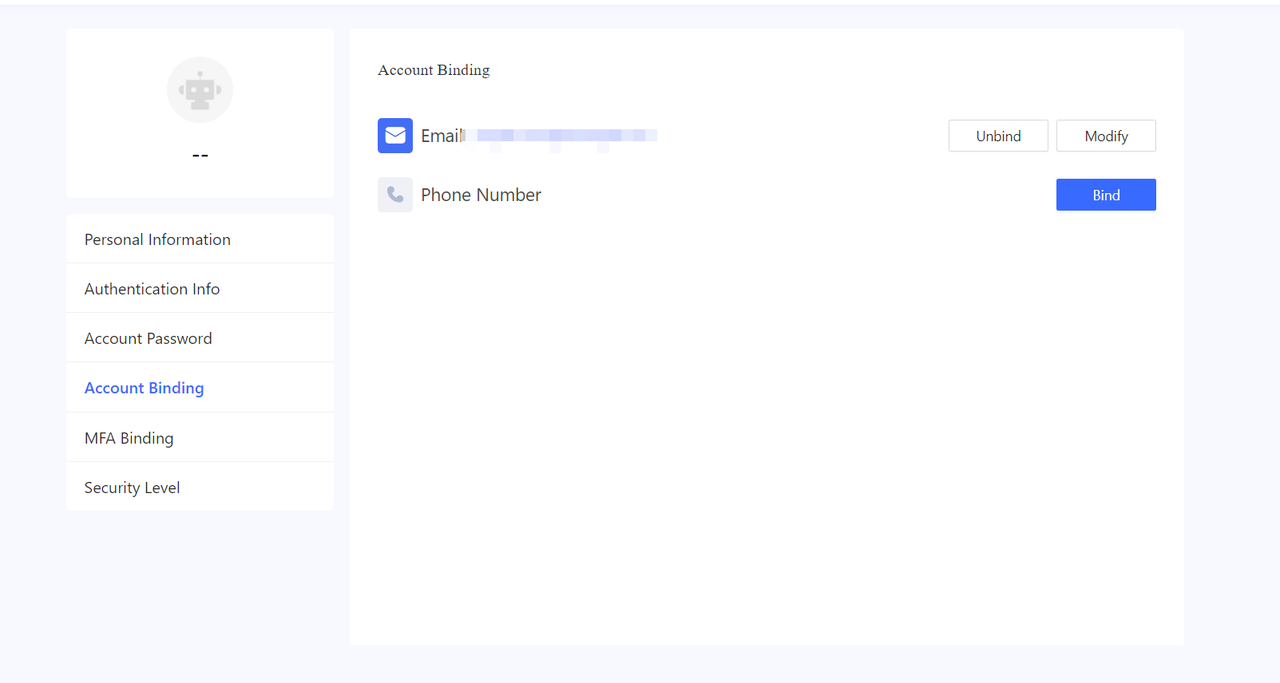 --
Personal Information
Authentication Info
Account Password
Account Binding
MFA Binding
Security Level
Account Binding
Email
Unbind
Modify
Phone Number
Bind